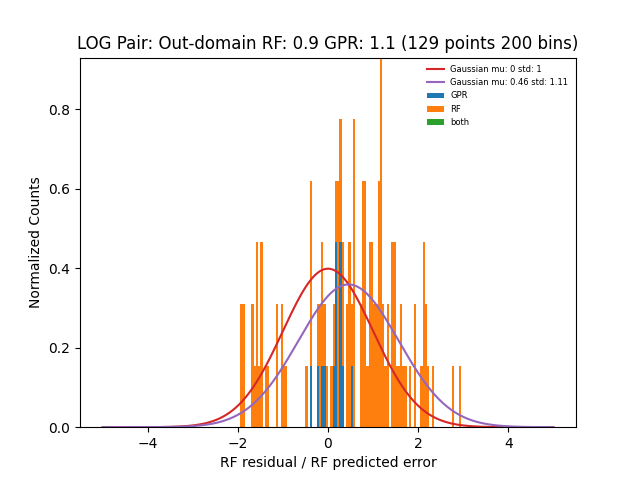 LOG Pair: Out-domain RF: 0.9 GPR: 1.1 (129 points 200 bins)
Gaussian mu: 0 std: 1
Gaussian mu: 0.46 std: 1.11
GPR
RF
both
Normalized Counts
0.8
0.6
0.4
0.2
0.0
−4 −2 0 2 4
RF residual / RF predicted error